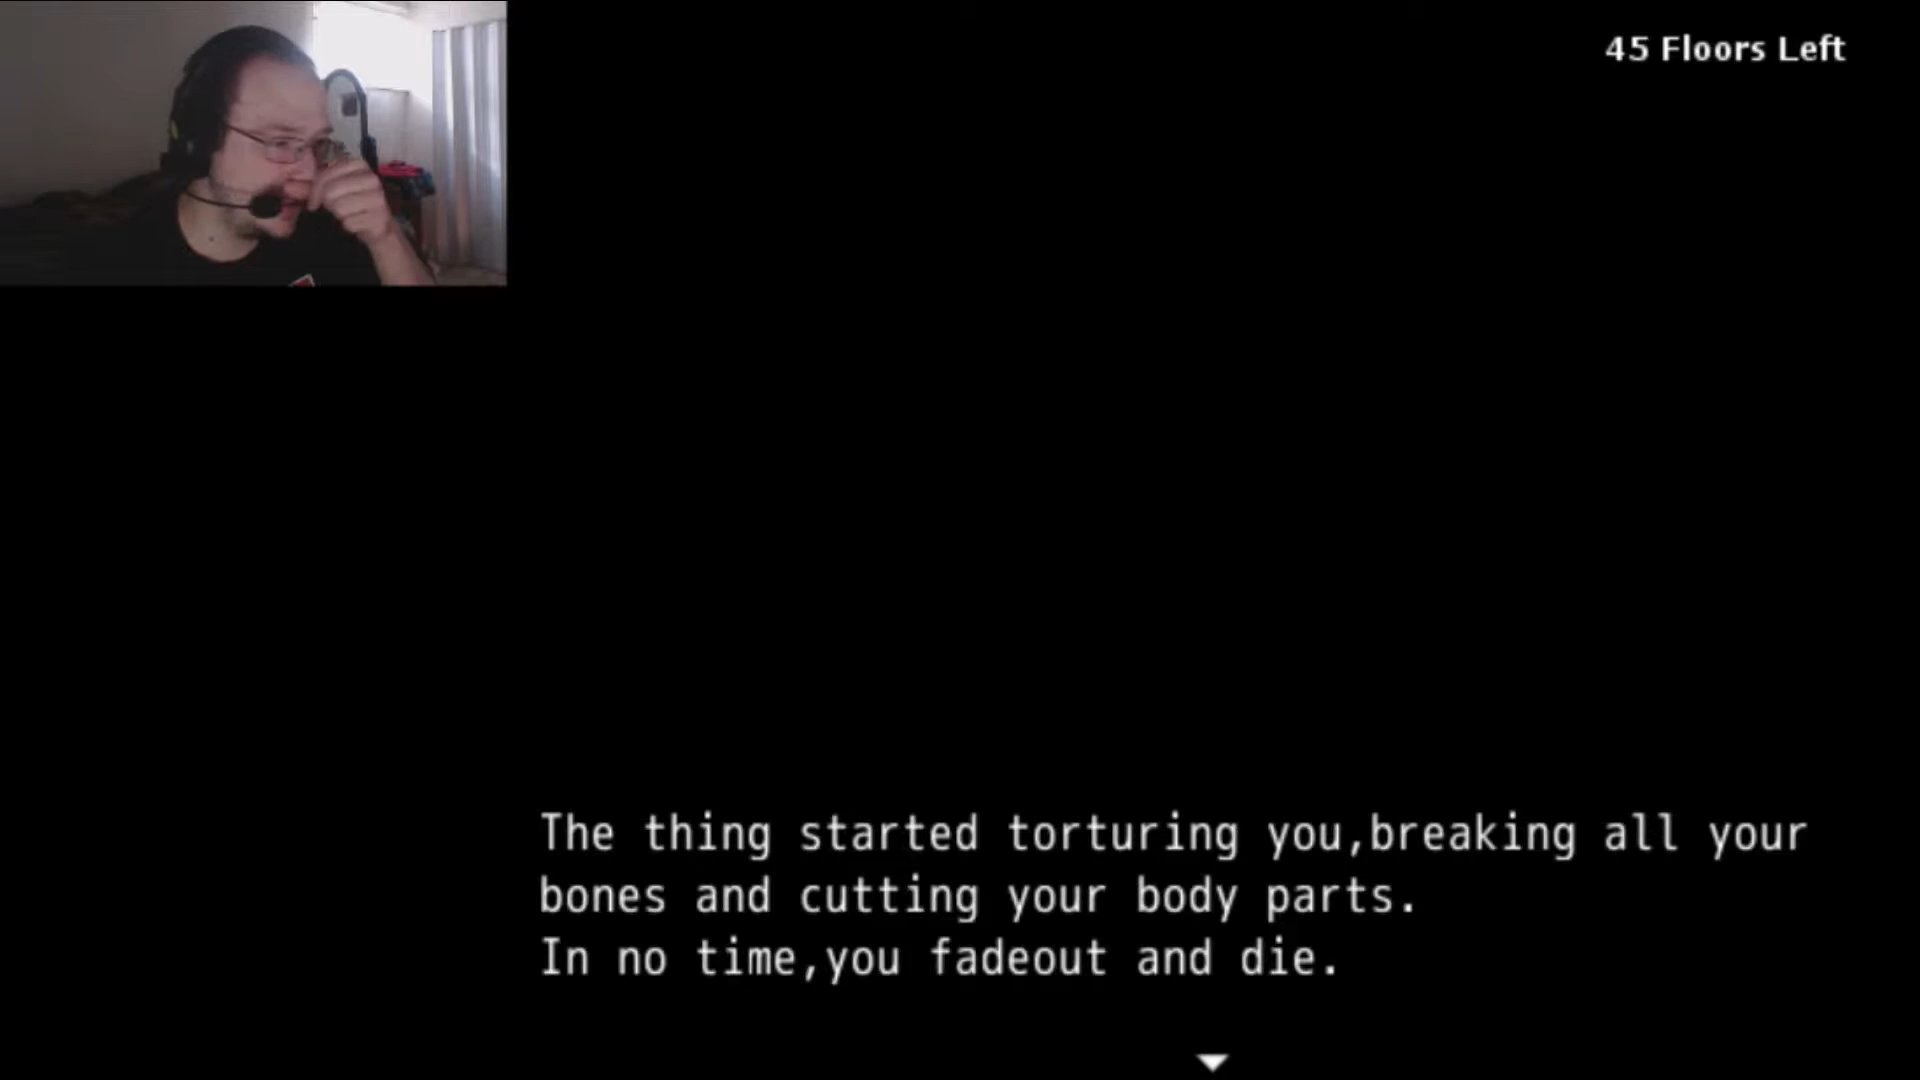 45 Floors Left
The thing started torturing you,breaking all your
bones and cutting your body parts.
In no time,you fadeout and die.